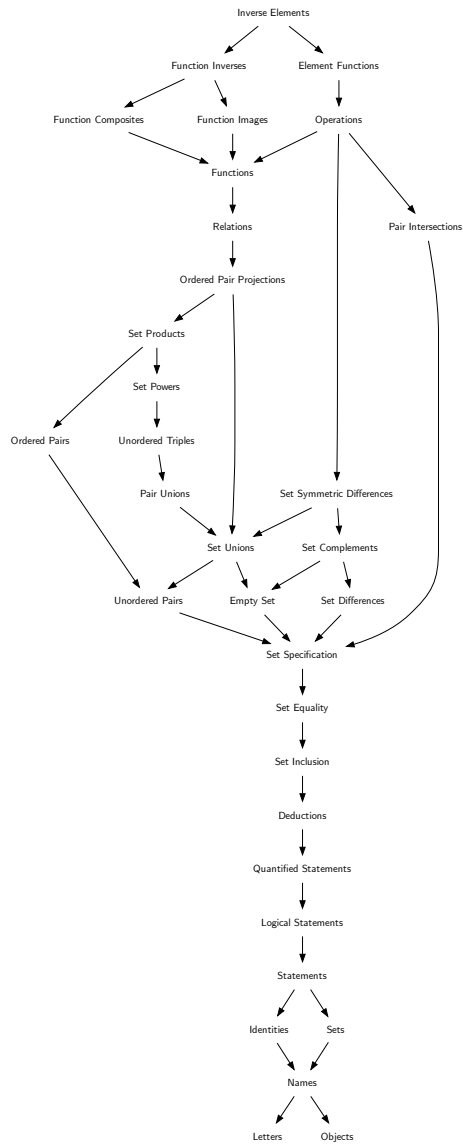 Inverse Elements
Function Inverses
Element Functions
Function Composites
Function Images
Operations
Functions
Relations
Pair Intersections
Ordered Pair Projections
Set Products
Set Powers
Ordered Pairs
Unordered Triples
Pair Unions
Set Symmetric Differences
Set Unions
Set Complements
Unordered Pairs
Empty Set
Set Differences
Set Specification
Set Equality
Set Inclusion
Deductions
Quantified Statements
Logical Statements
Statements
Identities
Sets
Names
Letters
Objects